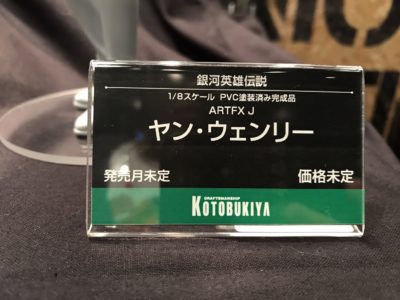 銀河英雄伝説
1/8スケール PVC塗装済み完成品
ARTFX J
ヤン・ウェンリー
発売月未定 価格未定
CRAFTSMANSHIP
KOTOBUKIYA